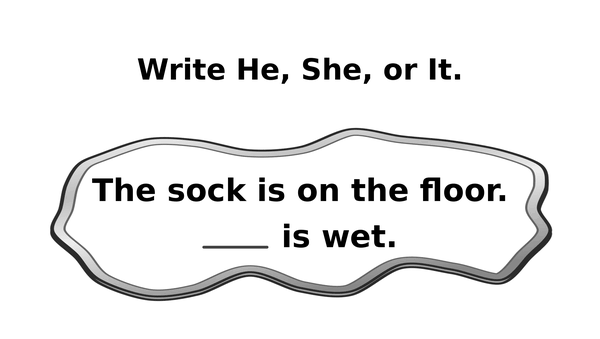 Write He, She, or It.
The sock is on the floor.
____ is wet.